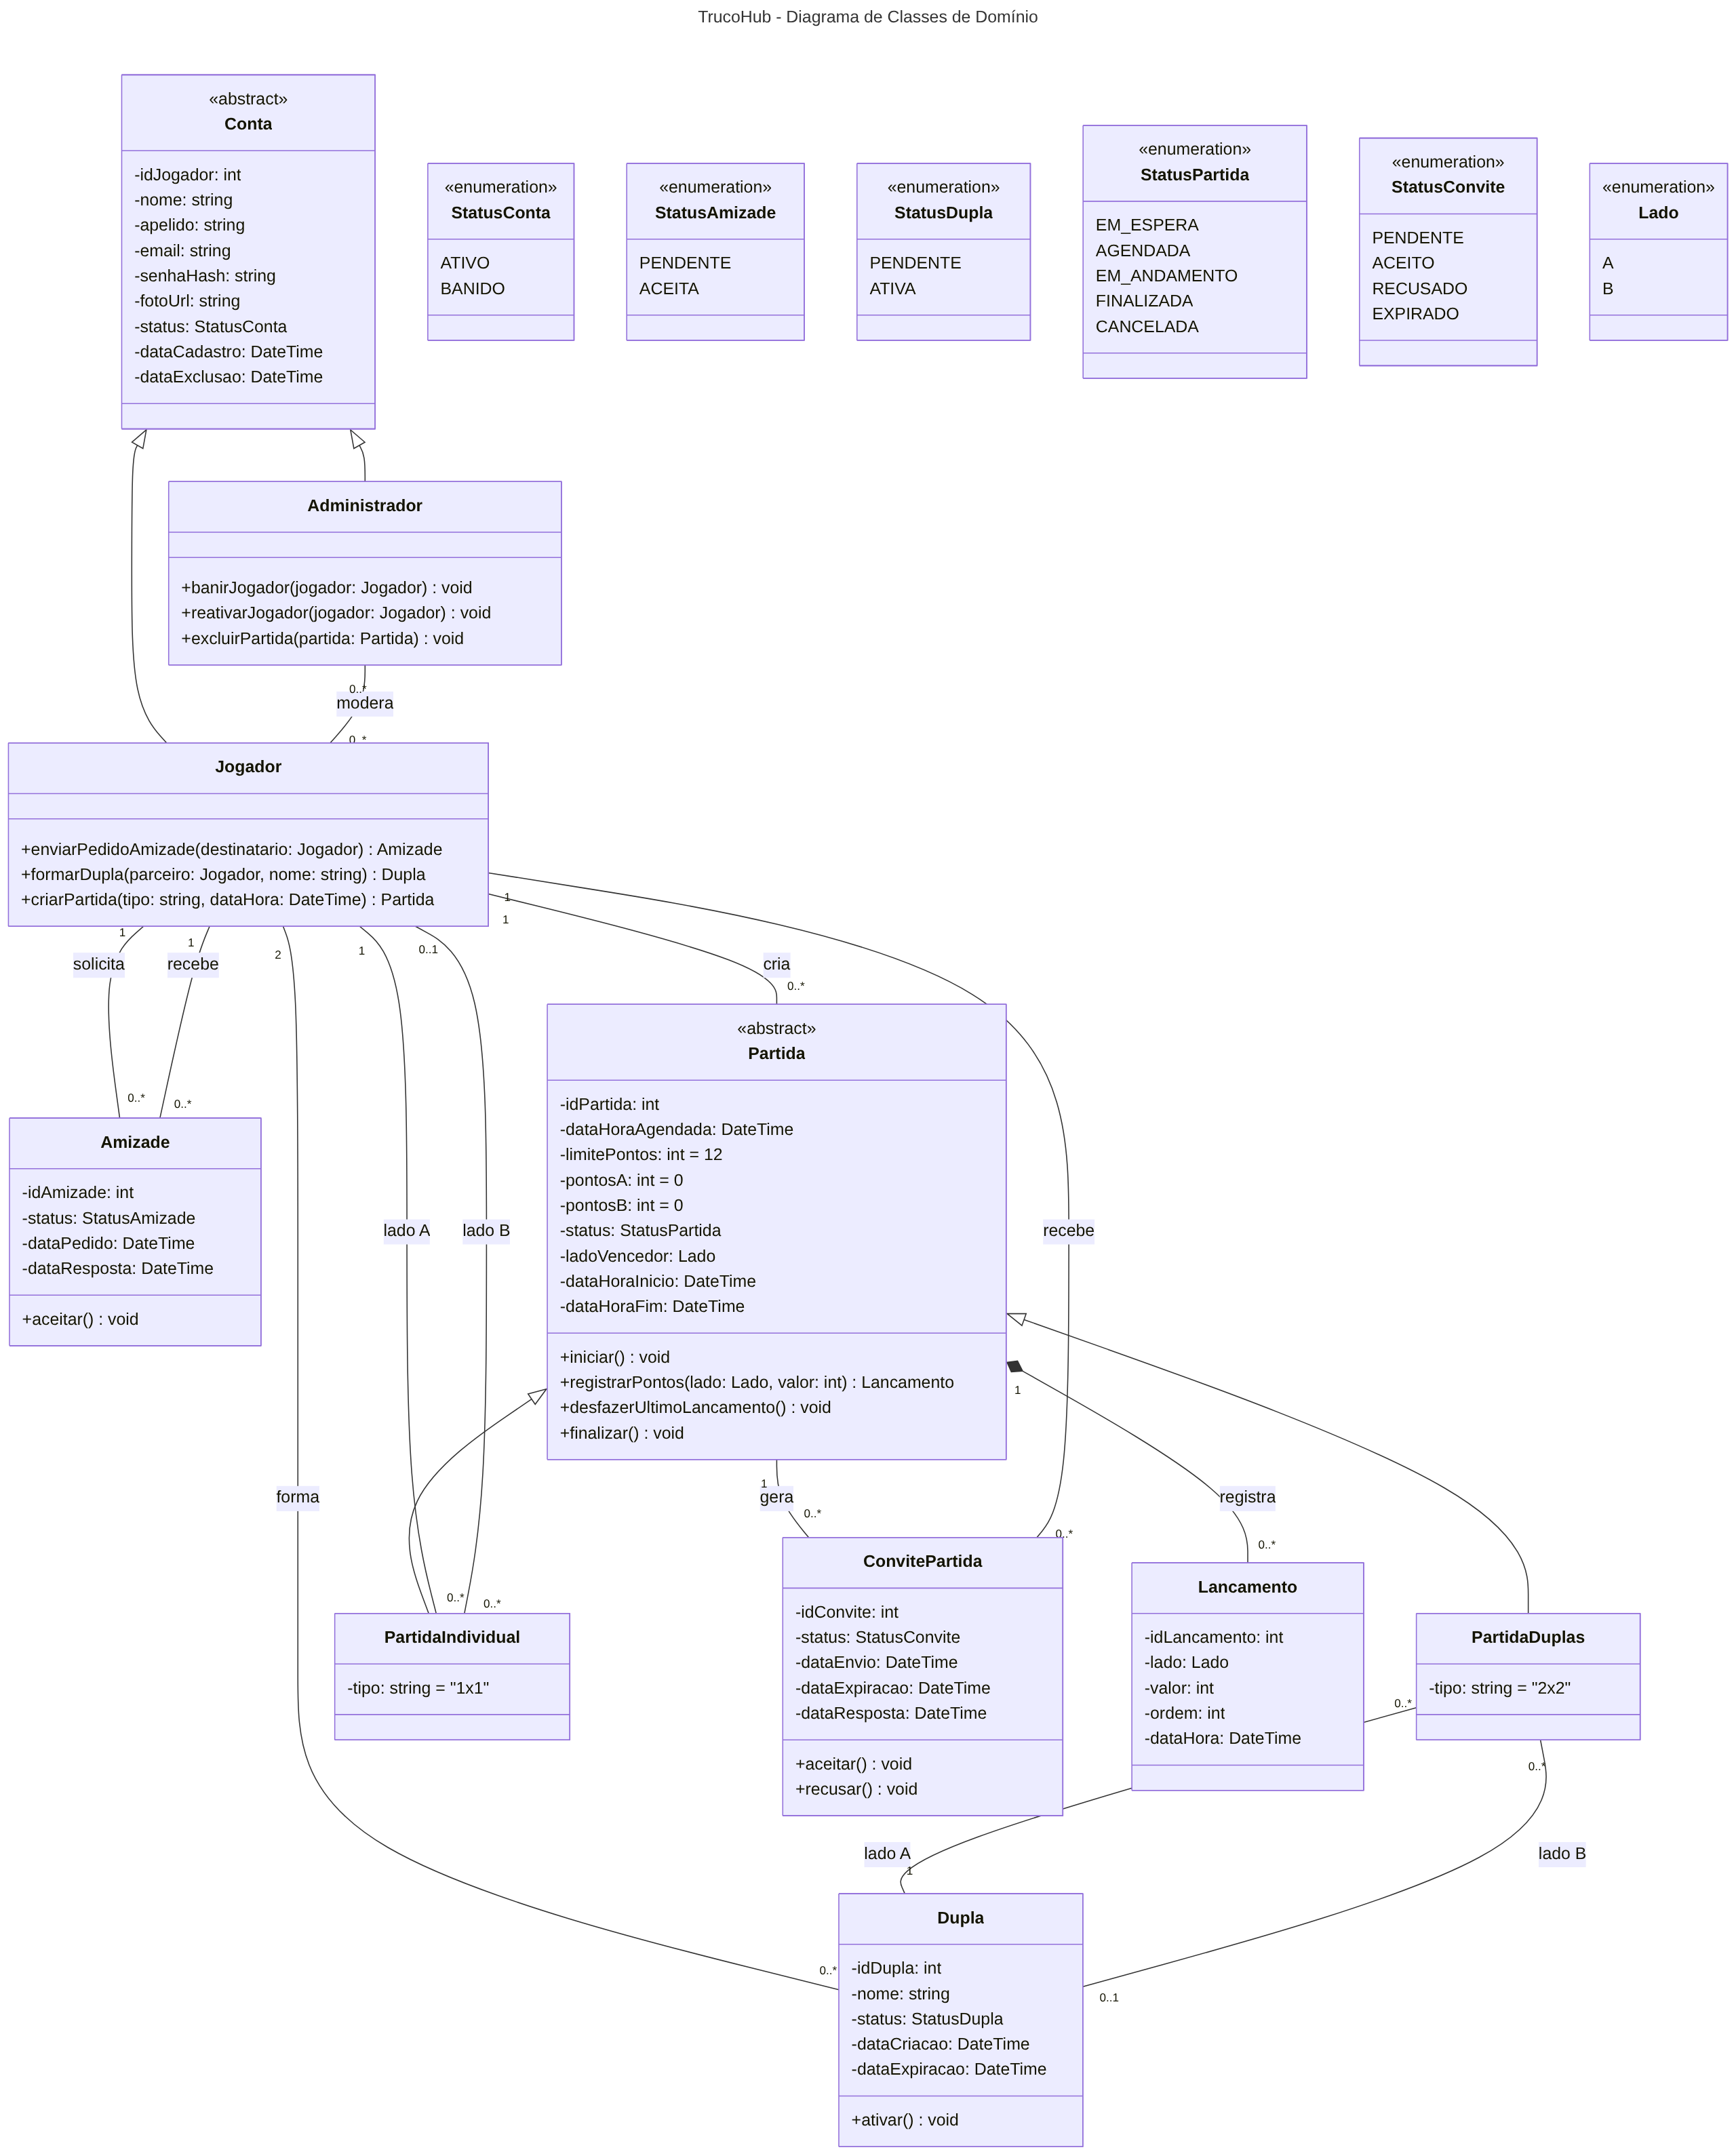 TrucoHub - Diagrama de Classes de Domínio
«abstract»
Conta
-idJogador: int
-nome: string
-apelido: string
-email: string
-senhaHash: string
-fotoUrl: string
-status: StatusConta
-dataCadastro: DateTime
-dataExclusao: DateTime
«enumeration»
StatusConta
ATIVO
BANIDO
«enumeration»
StatusAmizade
PENDENTE
ACEITA
«enumeration»
StatusDupla
PENDENTE
ATIVA
«enumeration»
StatusPartida
EM_ESPERA
AGENDADA
EM_ANDAMENTO
FINALIZADA
CANCELADA
«enumeration»
StatusConvite
PENDENTE
ACEITO
RECUSADO
EXPIRADO
«enumeration»
Lado
A
B
Administrador
+banirJogador(jogador: Jogador) : void
+reativarJogador(jogador: Jogador) : void
+excluirPartida(partida: Partida) : void
0..*
modera
0..*
Jogador
+enviarPedidoAmizade(destinatario: Jogador) : Amizade
+formarDupla(parceiro: Jogador, nome: string) : Dupla
+criarPartida(tipo: string, dataHora: DateTime) : Partida
1
1
1
1
2
1
0..1
solicita
recebe
cria
0..*
0..*
0..*
Amizade
-idAmizade: int
-status: StatusAmizade
-dataPedido: DateTime
-dataResposta: DateTime
+aceitar() : void
lado A
lado B
recebe
«abstract»
Partida
-idPartida: int
-dataHoraAgendada: DateTime
-limitePontos: int = 12
-pontosA: int = 0
-pontosB: int = 0
-status: StatusPartida
-ladoVencedor: Lado
-dataHoraInicio: DateTime
-dataHoraFim: DateTime
+iniciar() : void
+registrarPontos(lado: Lado, valor: int) : Lancamento
+desfazerUltimoLancamento() : void
+finalizar() : void
1
1
forma
gera
registra
0..*
0..*
0..*
0..*
0..*
PartidaIndividual
-tipo: string = "1x1"
ConvitePartida
-idConvite: int
-status: StatusConvite
-dataEnvio: DateTime
-dataExpiracao: DateTime
-dataResposta: DateTime
+aceitar() : void
+recusar() : void
Lancamento
-idLancamento: int
-lado: Lado
-valor: int
-ordem: int
-dataHora: DateTime
PartidaDuplas
-tipo: string = "2x2"
0..*
0..*
lado A
lado B
1
0..*
0..1
Dupla
-idDupla: int
-nome: string
-status: StatusDupla
-dataCriacao: DateTime
-dataExpiracao: DateTime
+ativar() : void